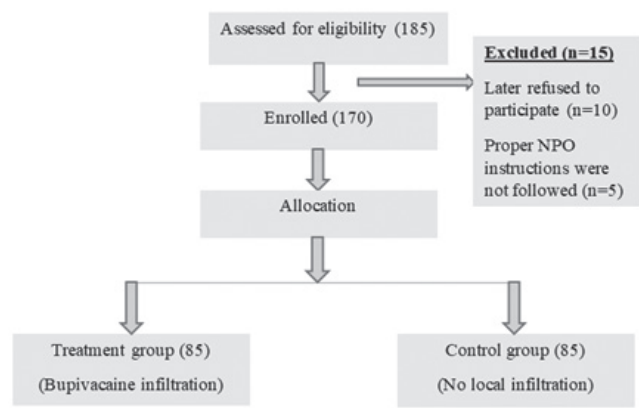 Assessed for eligibility (185)
Excluded (n=15)
Later refused to
participate (n=10)
Proper NPO
instructions were
not followed (n=5)
Enrolled (170)
Allocation
Treatment group (85)
(Bupivacaine infiltration)
Control group (85)
(No local infiltration)